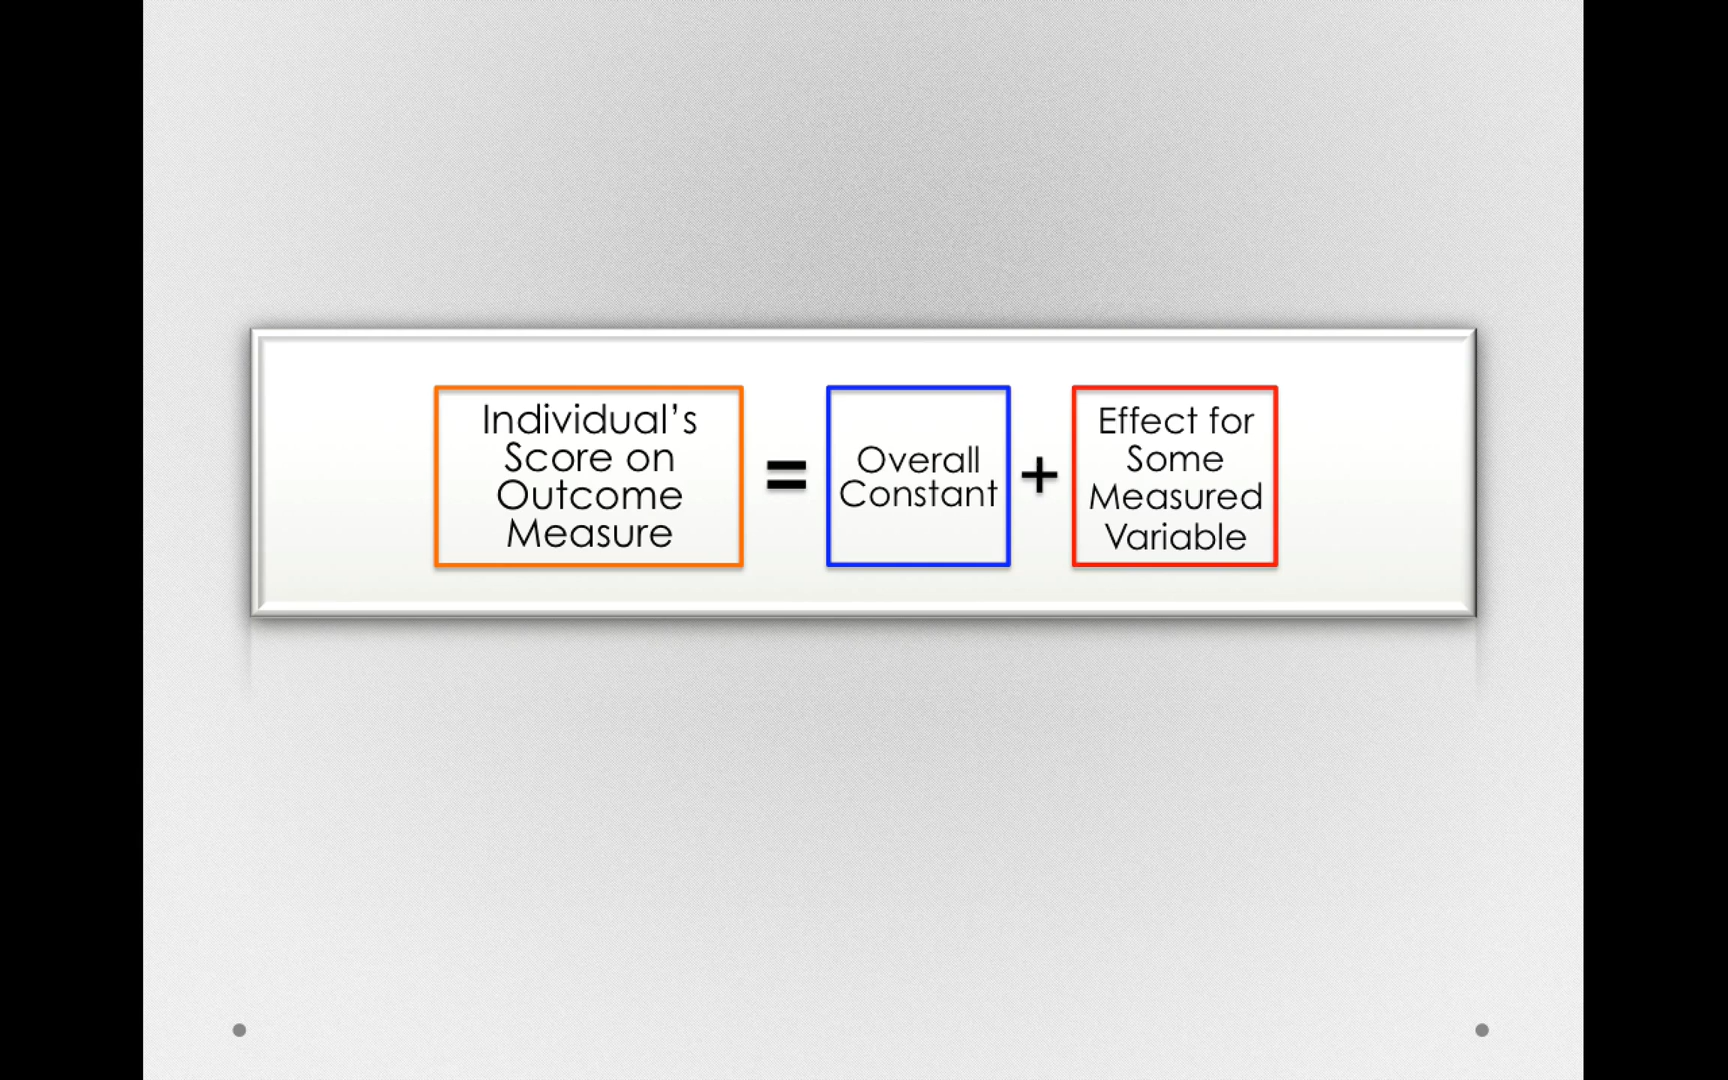 Individual’s
Score on
Outcome
Measure
=
Overall
Constant
+
Effect for
Some
Measured
Variable